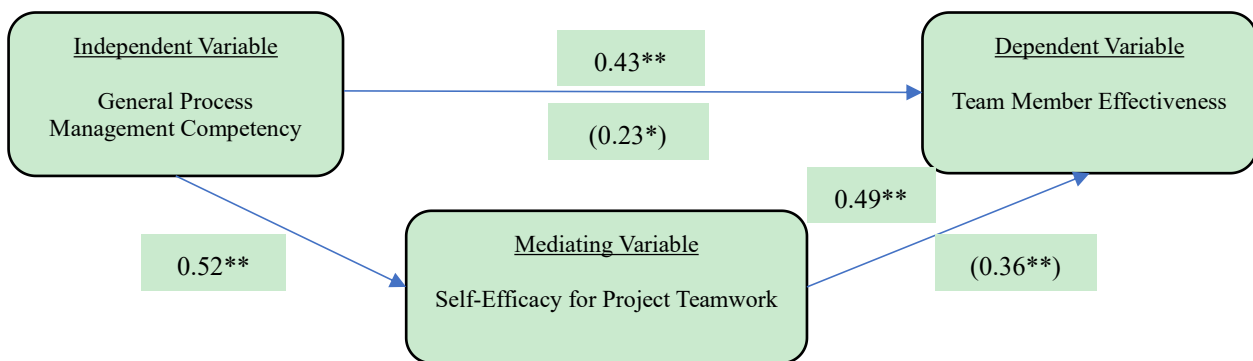 Independent Variable
General Process
Management Competency
0.43**
(0.23*)
Dependent Variable
Team Member Effectiveness
0.52**
Mediating Variable
Self-Efficacy for Project Teamwork
0.49**
(0.36**)